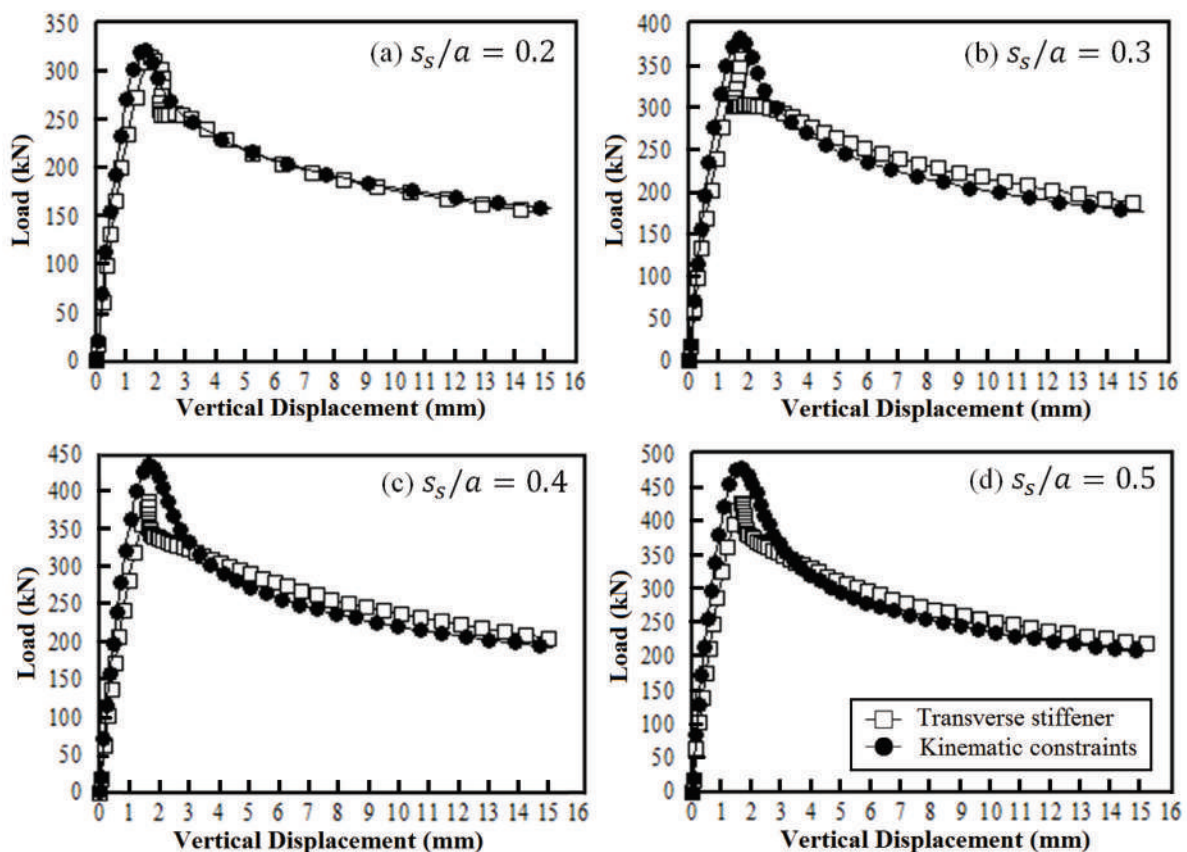 (a) s_s/a = 0.2
Load (kN)
350
300
250
200
150
100
50
0
0 1 2 3 4 5 6 7 8 9 10 11 12 13 14 15 16
Vertical Displacement (mm)
(b) s_s/a = 0.3
Load (kN)
400
350
300
250
200
150
100
50
0
0 1 2 3 4 5 6 7 8 9 10 11 12 13 14 15 16
Vertical Displacement (mm)
(c) s_s/a = 0.4
Load (kN)
450
400
350
300
250
200
150
100
50
0
0 1 2 3 4 5 6 7 8 9 10 11 12 13 14 15 16
Vertical Displacement (mm)
(d) s_s/a = 0.5
Load (kN)
500
450
400
350
300
250
200
150
100
50
0
0 1 2 3 4 5 6 7 8 9 10 11 12 13 14 15 16
Vertical Displacement (mm)
Transverse stiffener
Kinematic constraints